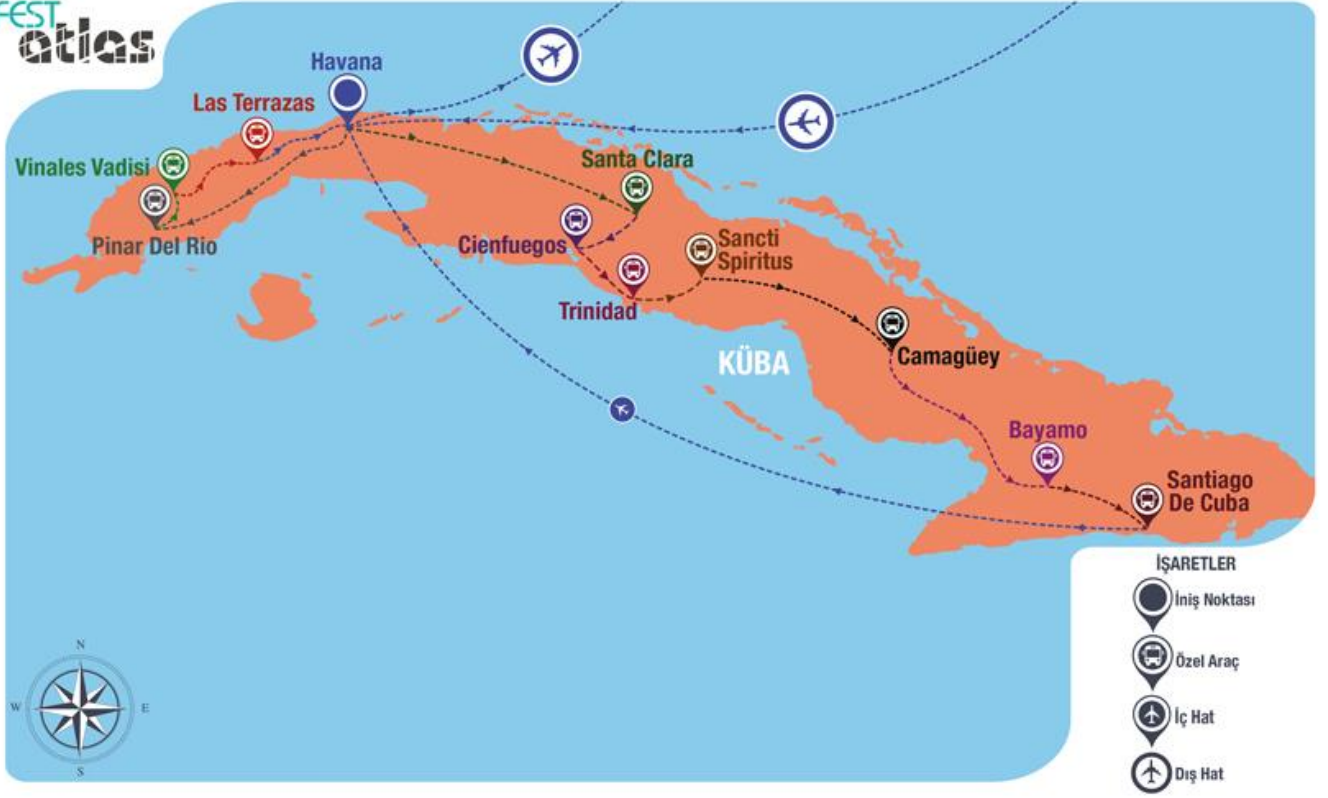 FEST
atlas
Havana
Las Terrazas
Vinales Vadisi
Pinar Del Rio
Santa Clara
Cienfuegos
Sancti
Spiritus
Trinidad
KÜBA
Camagüey
Bayamo
Santiago
De Cuba
İŞARETLER
İniş Noktası
Özel Araç
İç Hat
Dış Hat
N
W
E
S